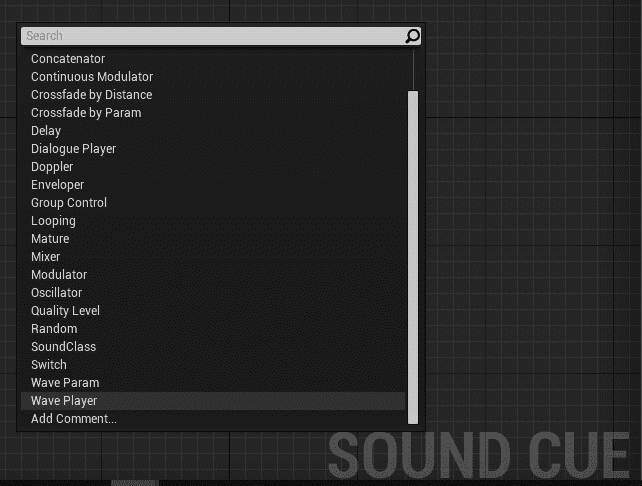 Search
Concatenator
Continuous Modulator
Crossfade by Distance
Crossfade by Param
Delay
Dialogue Player
Doppler
Enveloper
Group Control
Looping
Mature
Mixer
Modulator
Oscillator
Quality Level
Random
SoundClass
Switch
Wave Param
Wave Player
Add Comment...
SOUND CUE